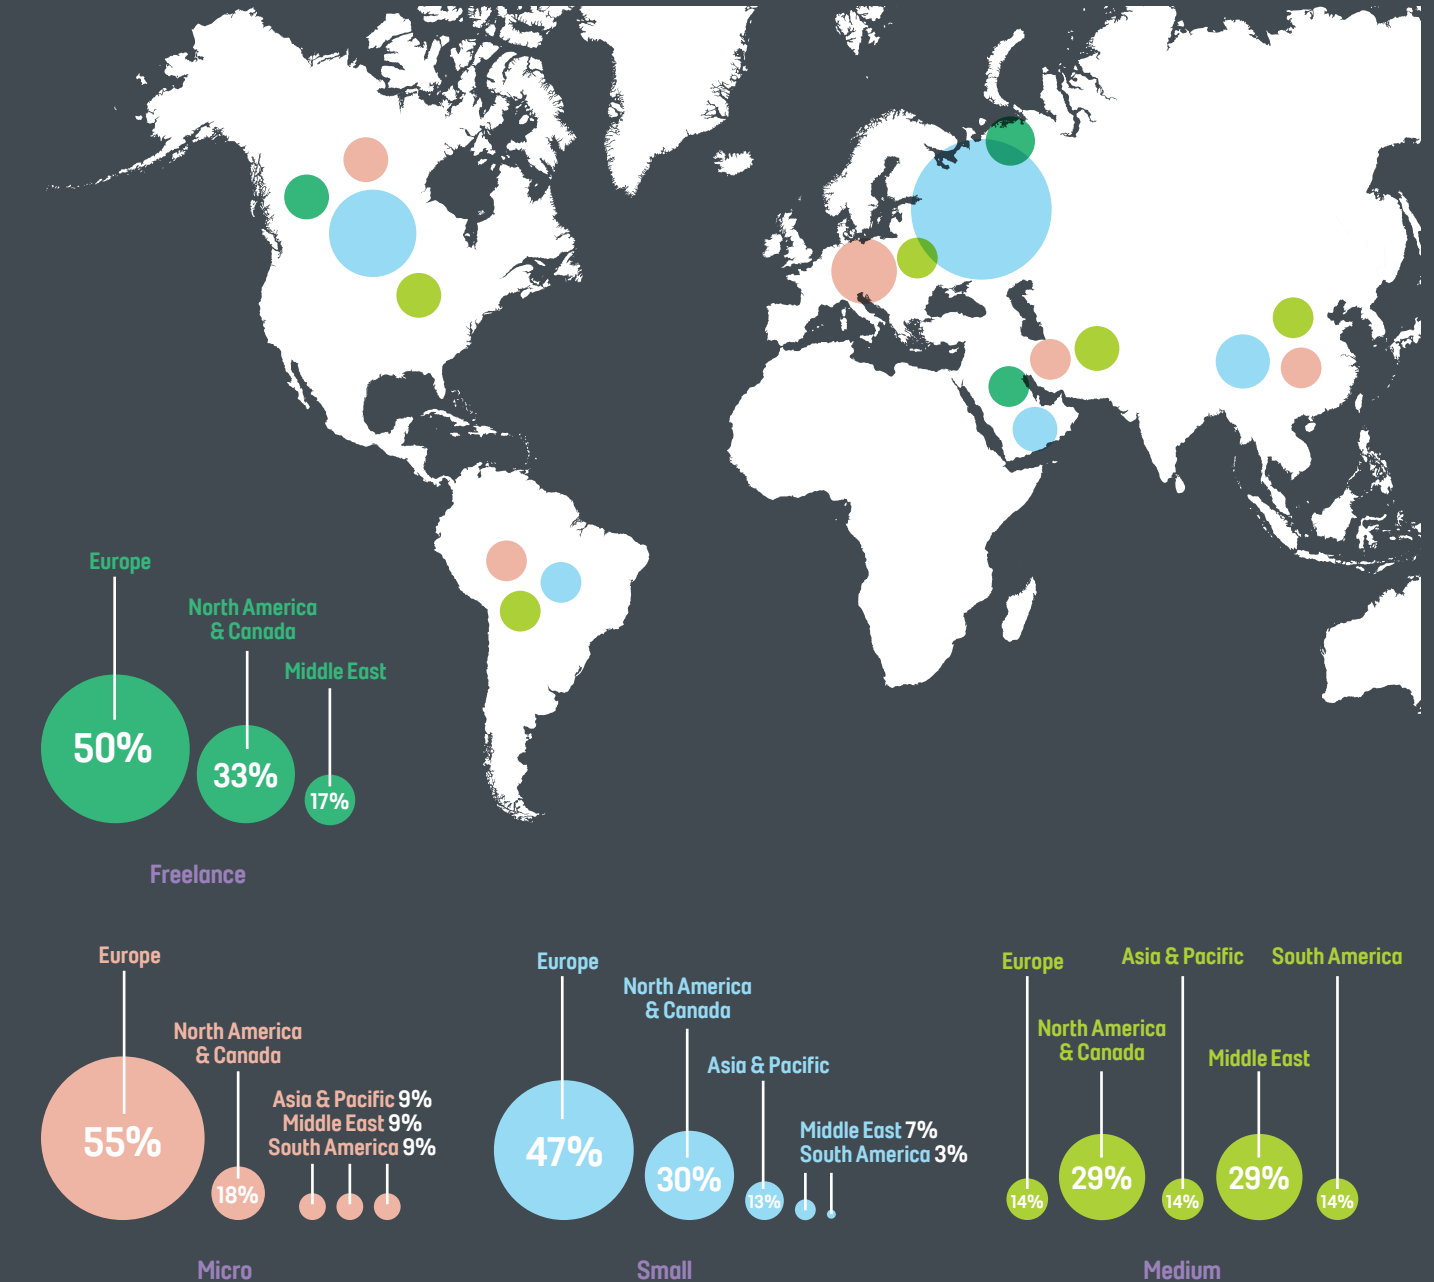 Europe
North America
& Canada
Middle East
50%
33%
17%
Freelance
Europe
North America
& Canada
Asia & Pacific 9%
Middle East 9%
South America 9%
55%
18%
Micro
Europe
North America
& Canada
Asia & Pacific
Middle East 7%
South America 3%
47%
30%
13%
Small
Europe
Asia & Pacific
South America
North America
& Canada
Middle East
14%
29%
14%
29%
14%
Medium